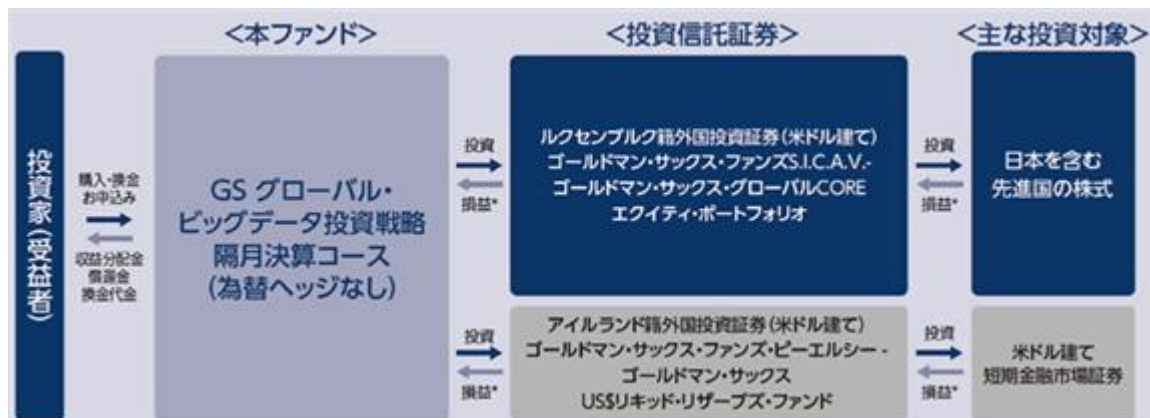 <本ファンド>
<投資信託証券>
<主な投資対象>
投資家(受益者)
購入・換金
お申込み
収益分配金
償還金
換金代金
GS グローバル・
ビッグデータ投資戦略
隔月決算コース
(為替ヘッジなし)
投資
損益*
ルクセンブルク籍外国投資証券(米ドル建て)
ゴールドマン・サックス・ファンズS.I.C.A.V.-
ゴールドマン・サックス・グローバルCORE
エクイティ・ポートフォリオ
投資
損益*
日本を含む
先進国の株式
投資
損益*
アイルランド籍外国投資証券(米ドル建て)
ゴールドマン・サックス・ファンズ・ピーエルシー -
ゴールドマン・サックス
US$リキッド・リザーブズ・ファンド
投資
損益*
米ドル建て
短期金融市場証券